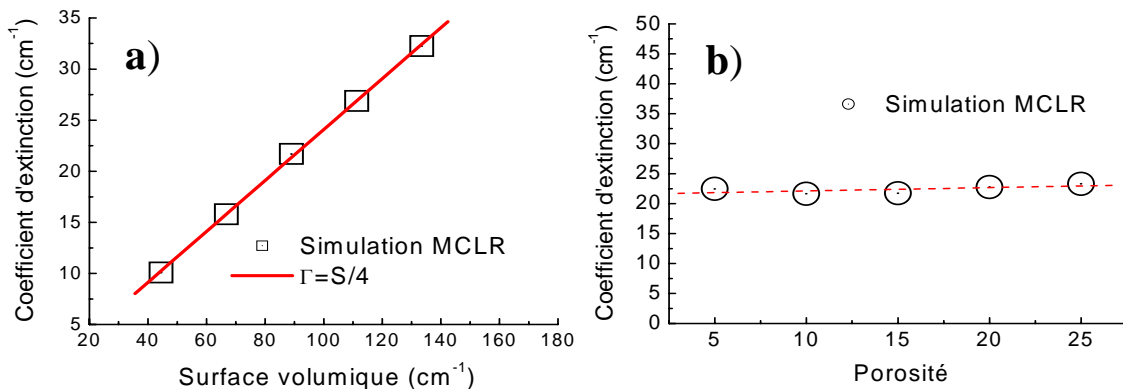 a)
Coefficient d'extinction (cm⁻¹)
35
30
25
20
15
10
5
20 40 60 80 100 120 140 160 180
Surface volumique (cm⁻¹)
Simulation MCLR
Γ=S/4
b)
Coefficient d'extinction (cm⁻¹)
50
45
40
35
30
25
20
15
10
5
0
5 10 15 20 25
Porosité
Simulation MCLR